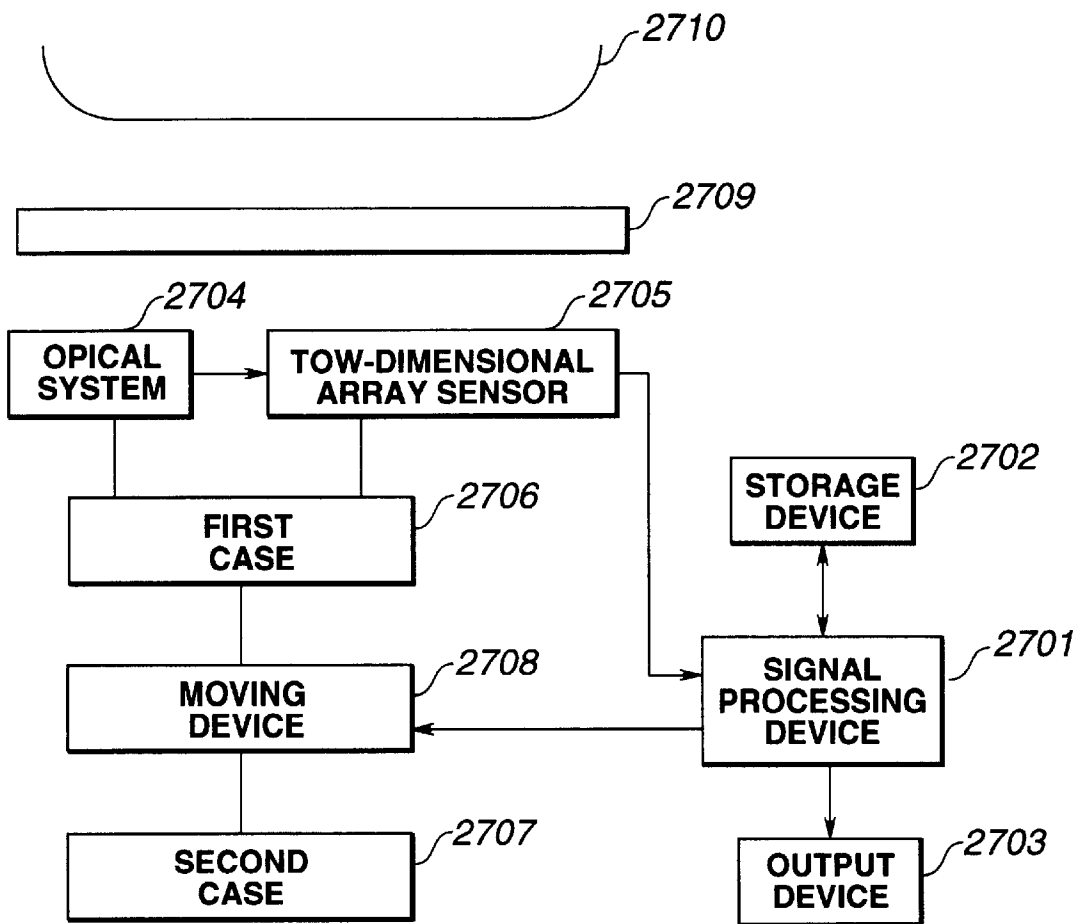 2710
2709
2704
2705
OPICAL
SYSTEM
TOW-DIMENSIONAL
ARRAY SENSOR
2702
STORAGE
DEVICE
2706
FIRST
CASE
2701
SIGNAL
PROCESSING
DEVICE
2708
MOVING
DEVICE
2707
SECOND
CASE
2703
OUTPUT
DEVICE